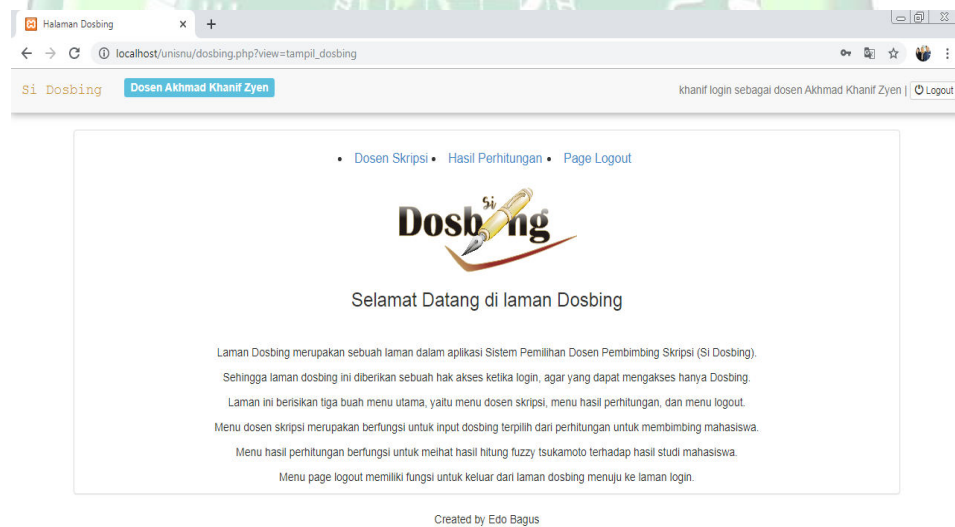 Halaman Dosbing
localhost/unisnu/dosbing.php?view=tampil_dosbing
Si Dosbing Dosen Akhmad Khanif Zyen khanif login sebagai dosen Akhmad Khanif Zyen | Logout
• Dosen Skripsi • Hasil Perhitungan • Page Logout
Si
Dosbing
Selamat Datang di laman Dosbing
Laman Dosbing merupakan sebuah laman dalam aplikasi Sistem Pemilihan Dosen Pembimbing Skripsi (Si Dosbing).
Sehingga laman dosbing ini diberikan sebuah hak akses ketika login, agar yang dapat mengakses hanya Dosbing.
Laman ini berisikan tiga buah menu utama, yaitu menu dosen skripsi, menu hasil perhitungan, dan menu logout.
Menu dosen skripsi merupakan berfungsi untuk input dosbing terpilih dari perhitungan untuk membimbing mahasiswa.
Menu hasil perhitungan berfungsi untuk meihat hasil hitung fuzzy tsukamoto terhadap hasil studi mahasiswa.
Menu page logout memiliki fungsi untuk keluar dari laman dosbing menuju ke laman login.
Created by Edo Bagus